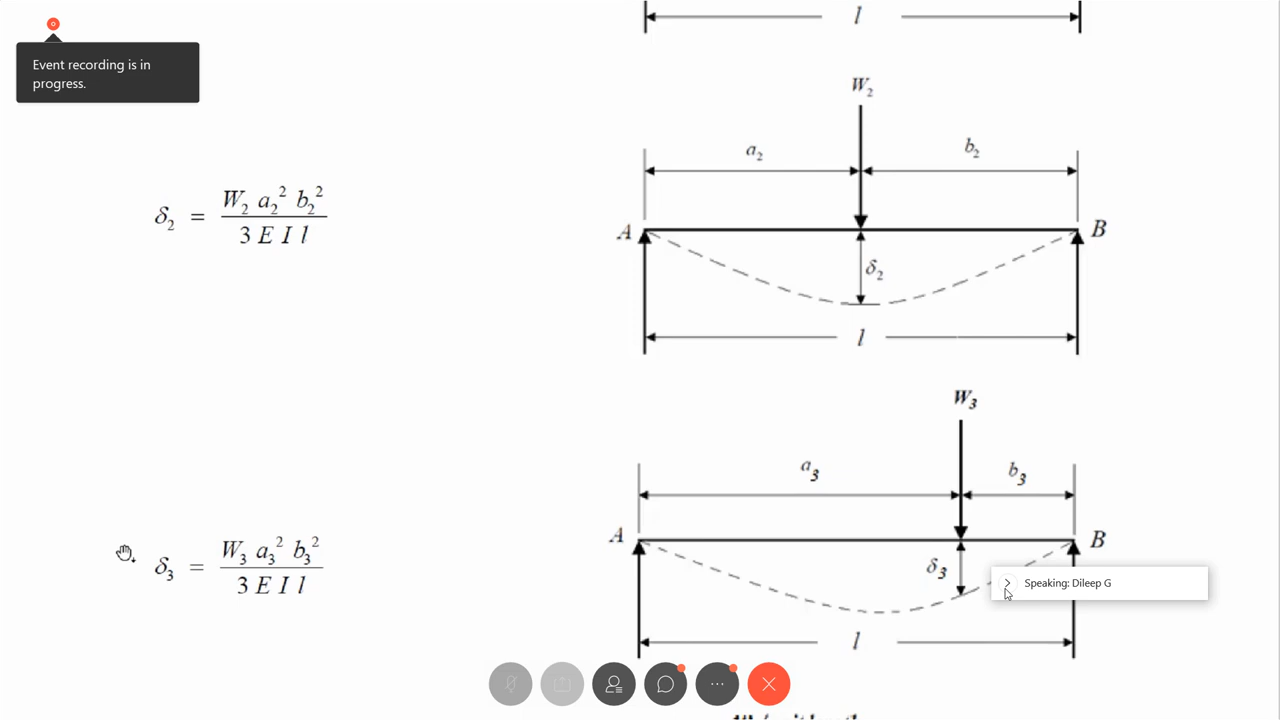 l
Event recording is in
progress.
W₂
a₂ b₂
δ₂ = W₂ a₂² b₂² / 3 E I l
A B
δ₂
l
W₃
a₃ b₃
A B
δ₃ = W₃ a₃² b₃² / 3 E I l
δ₃
Speaking: Dileep G
l